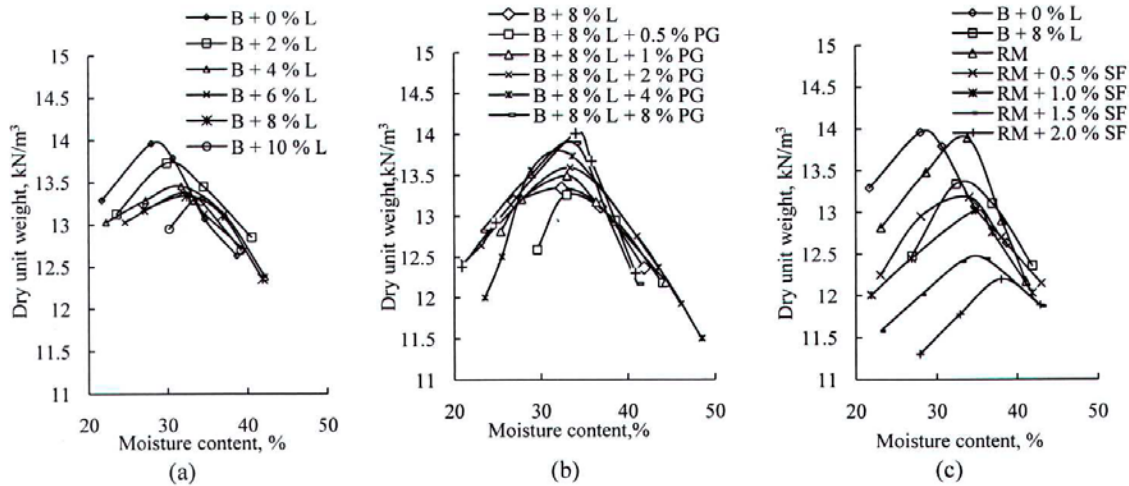 B + 0 % L
B + 2 % L
B + 4 % L
B + 6 % L
B + 8 % L
B + 10 % L
15
14.5
14
13.5
13
12.5
12
11.5
11
Dry unit weight, kN/m³
20 30 40 50
Moisture content, %
(a)
B + 8 % L
B + 8 % L + 0.5 % PG
B + 8 % L + 1 % PG
B + 8 % L + 2 % PG
B + 8 % L + 4 % PG
B + 8 % L + 8 % PG
15
14.5
14
13.5
13
12.5
12
11.5
11
Dry unit weight,kN/m³
20 30 40 50
Moisture content,%
(b)
B + 0 % L
B + 8 % L
RM
RM + 0.5 % SF
RM + 1.0 % SF
RM + 1.5 % SF
RM + 2.0 % SF
15
14.5
14
13.5
13
12.5
12
11.5
11
Dry unit weight, kN/m³
20 30 40 50
Moisture content, %
(c)